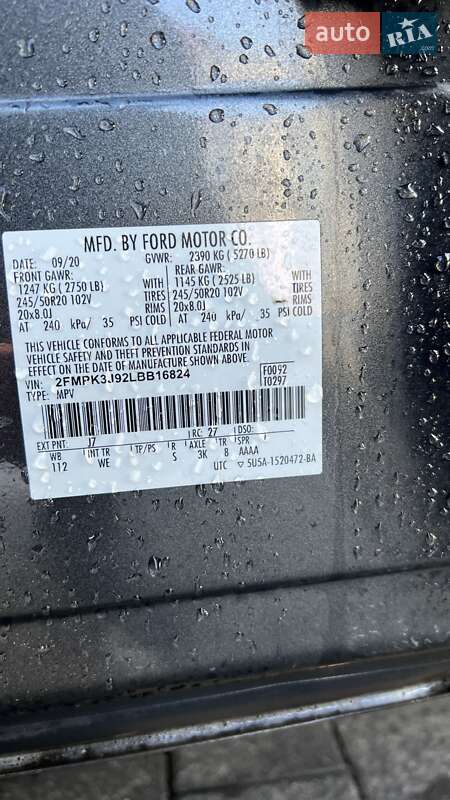 auto RIA
.com
MFD. BY FORD MOTOR CO.
DATE: 09/20 GVWR: 2390 KG ( 5270 LB)
FRONT GAWR: REAR GAWR:
1247 KG ( 2750 LB) WITH 1145 KG ( 2525 LB) WITH
245/50R20 102V TIRES 245/50R20 102V TIRES
20x8.0J RIMS 20x8.0J RIMS
AT 240 kPa/ 35 PSI COLD AT 240 kPa/ 35 PSI COLD
THIS VEHICLE CONFORMS TO ALL APPLICABLE FEDERAL MOTOR
VEHICLE SAFETY AND THEFT PREVENTION STANDARDS IN
EFFECT ON THE DATE OF MANUFACTURE SHOWN ABOVE.
VIN: 2FMPK3J92LBB16824 F0092
TYPE: MPV T0297
EXT PNT: J7 RC: 27 DSO:
WB INT TR TP/PS R AXLE TR SPR
112 WE S 3K 8 AAAA
UTC ▽ 5U5A-1520472-BA